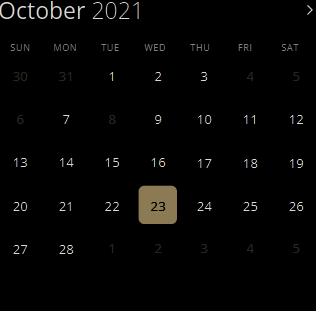 October 2021
SUN MON TUE WED THU FRI SAT
30 31 1 2 3 4 5
6 7 8 9 10 11 12
13 14 15 16 17 18 19
20 21 22 23 24 25 26
27 28 1 2 3 4 5